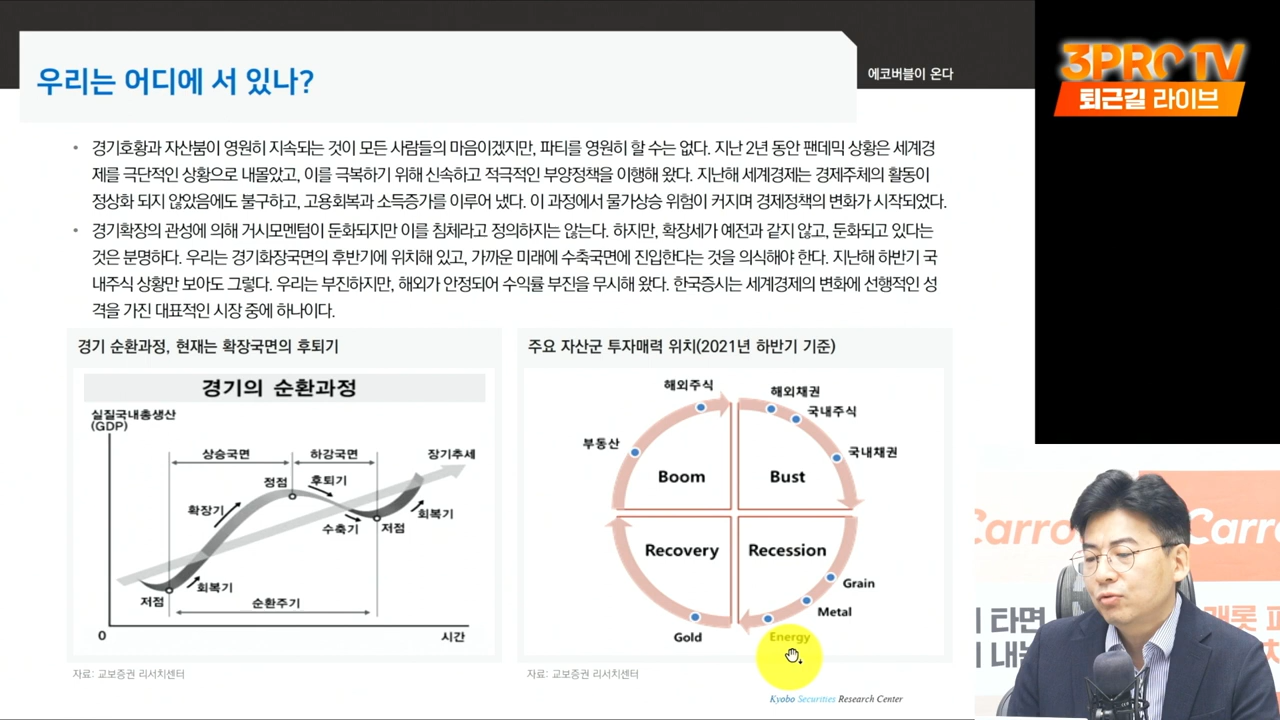 우리는 어디에 서 있나?
에코버블이 온다
3PRO TV
퇴근길 라이브
• 경기호황과 자산붐이 영원히 지속되는 것이 모든 사람들의 마음이겠지만, 파티를 영원히 할 수는 없다. 지난 2년 동안 팬데믹 상황은 세계경
제를 극단적인 상황으로 내몰았고, 이를 극복하기 위해 신속하고 적극적인 부양정책을 이행해 왔다. 지난해 세계경제는 경제주체의 활동이
정상화 되지 않았음에도 불구하고, 고용회복과 소득증가를 이루어 냈다. 이 과정에서 물가상승 위험이 커지며 경제정책의 변화가 시작되었다.
• 경기확장의 관성에 의해 거시모멘텀이 둔화되지만 이를 침체라고 정의하지는 않는다. 하지만, 확장세가 예전과 같지 않고, 둔화되고 있다는
것은 분명하다. 우리는 경기화장국면의 후반기에 위치해 있고, 가까운 미래에 수축국면에 진입한다는 것을 의식해야 한다. 지난해 하반기 국
내주식 상황만 보아도 그렇다. 우리는 부진하지만, 해외가 안정되어 수익률 부진을 무시해 왔다. 한국증시는 세계경제의 변화에 선행적인 성
격을 가진 대표적인 시장 중에 하나이다.
경기 순환과정, 현재는 확장국면의 후퇴기
경기의 순환과정
실질국내총생산
(GDP)
상승국면
하강국면
장기추세
정점
후퇴기
확장기
회복기
수축기
저점
회복기
저점
순환주기
0
시간
자료: 교보증권 리서치센터
주요 자산군 투자매력 위치(2021년 하반기 기준)
해외주식
해외채권
국내주식
부동산
국내채권
Boom
Bust
Recovery
Recession
Grain
Metal
Gold
Energy
자료: 교보증권 리서치센터
Kyobo Securities Research Center
Carro
Carro
타면
캐롯